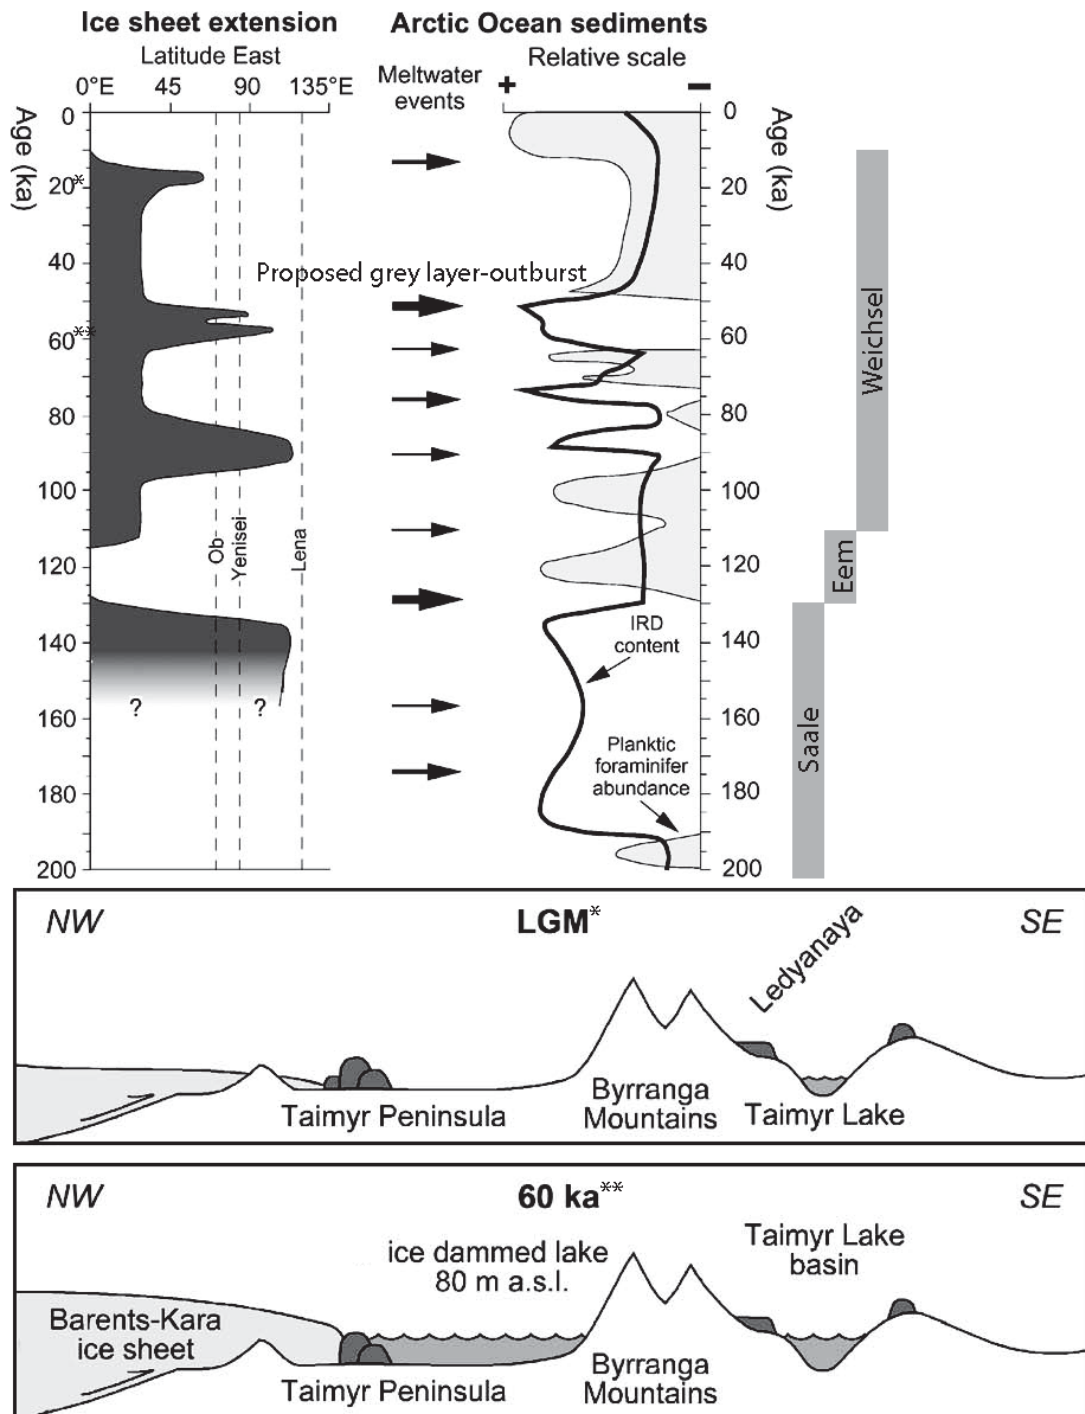 Ice sheet extension
Latitude East
0°E 45 90 135°E
Age (ka)
0
20*
40
60**
80
100
120
140
160
180
200
Ob
Yenisei
Lena
? ?
Arctic Ocean sediments
Meltwater
events
Relative scale
+ −
Proposed grey layer-outburst
IRD
content
Planktic
foraminifer
abundance
0
20
40
60
80
100
120
140
160
180
200
Age (ka)
Weichsel
Eem
Saale
NW LGM* SE
Ledyanaya
Taimyr Peninsula
Byrranga
Mountains
Taimyr Lake
NW 60 ka** SE
ice dammed lake
80 m a.s.l.
Taimyr Lake
basin
Barents-Kara
ice sheet
Taimyr Peninsula
Byrranga
Mountains